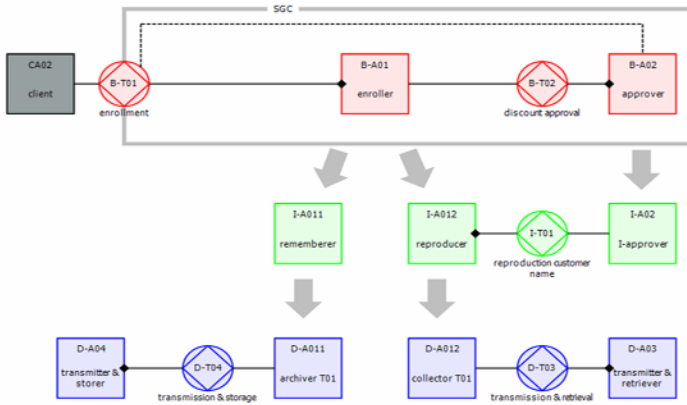 SGC
CA02
client
B-T01
enrollment
B-A01
enroller
B-T02
discount approval
B-A02
approver
I-A011
rememberer
I-A012
reproducer
I-T01
reproduction customer
name
I-A02
I-approver
D-A04
transmitter &
storer
D-T04
transmission & storage
D-A011
archiver T01
D-A012
collector T01
D-T03
transmission & retrieval
D-A03
transmitter &
retriever